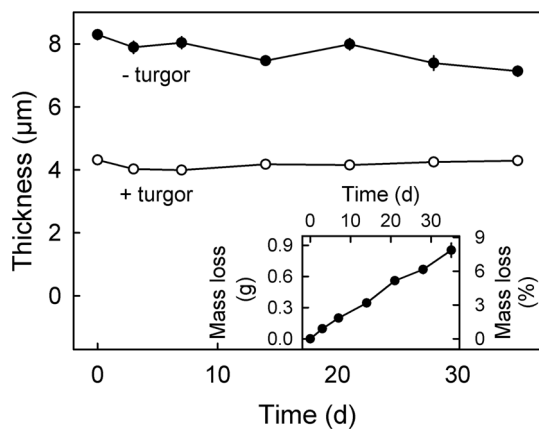 8
- turgor
6
Thickness (µm)
4
+ turgor
Time (d)
0 10 20 30
2
0.9
9
Mass loss
(g)
0.6
6
Mass loss
(%)
0.3
3
0
0.0
0
0 10 20 30
Time (d)